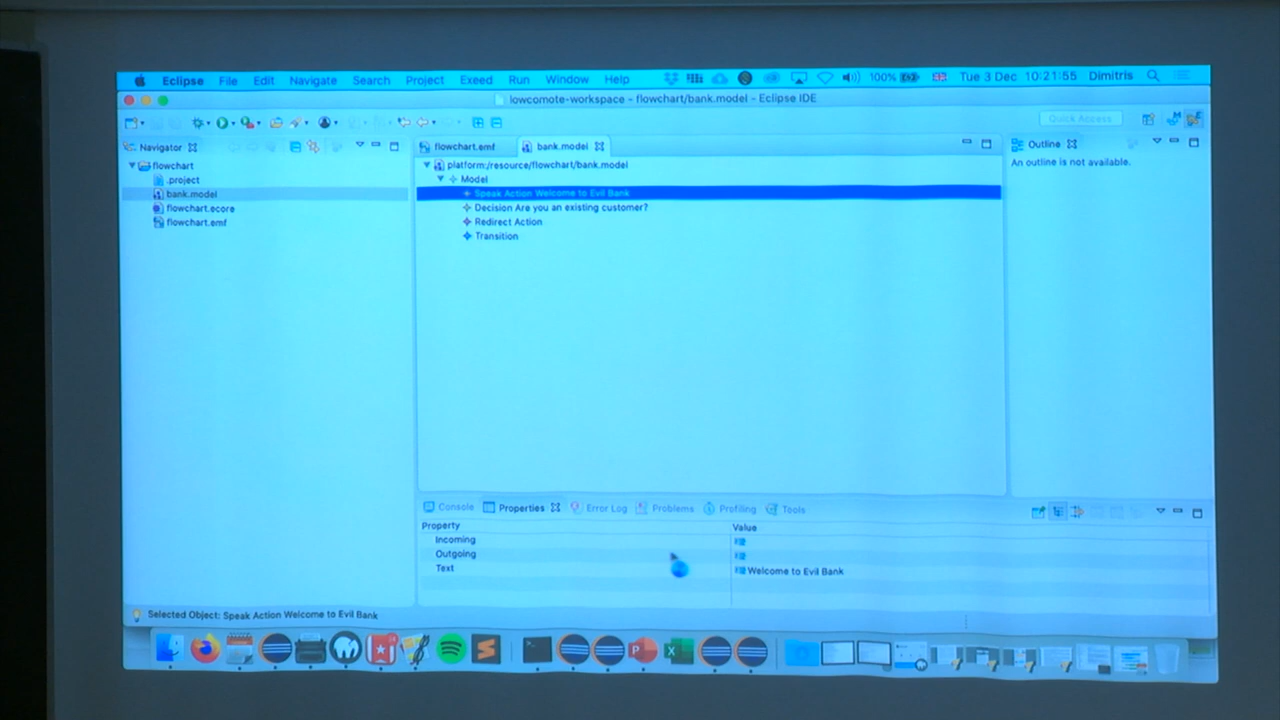 Eclipse File Edit Navigate Search Project Exeed Run Window Help 100% Tue 3 Dec 10:21:55 Dimitris
lowcomote-workspace - flowchart/bank.model - Eclipse IDE
Quick Access
Navigator
flowchart.emf
bank.model
Outline
flowchart
.project
bank.model
flowchart.ecore
flowchart.emf
platform:/resource/flowchart/bank.model
Model
Speak Action Welcome to Evil Bank
Decision Are you an existing customer?
Redirect Action
Transition
An outline is not available.
Console Properties Error Log Problems Profiling Tools
Property Value
Incoming
Outgoing
Text Welcome to Evil Bank
Selected Object: Speak Action Welcome to Evil Bank